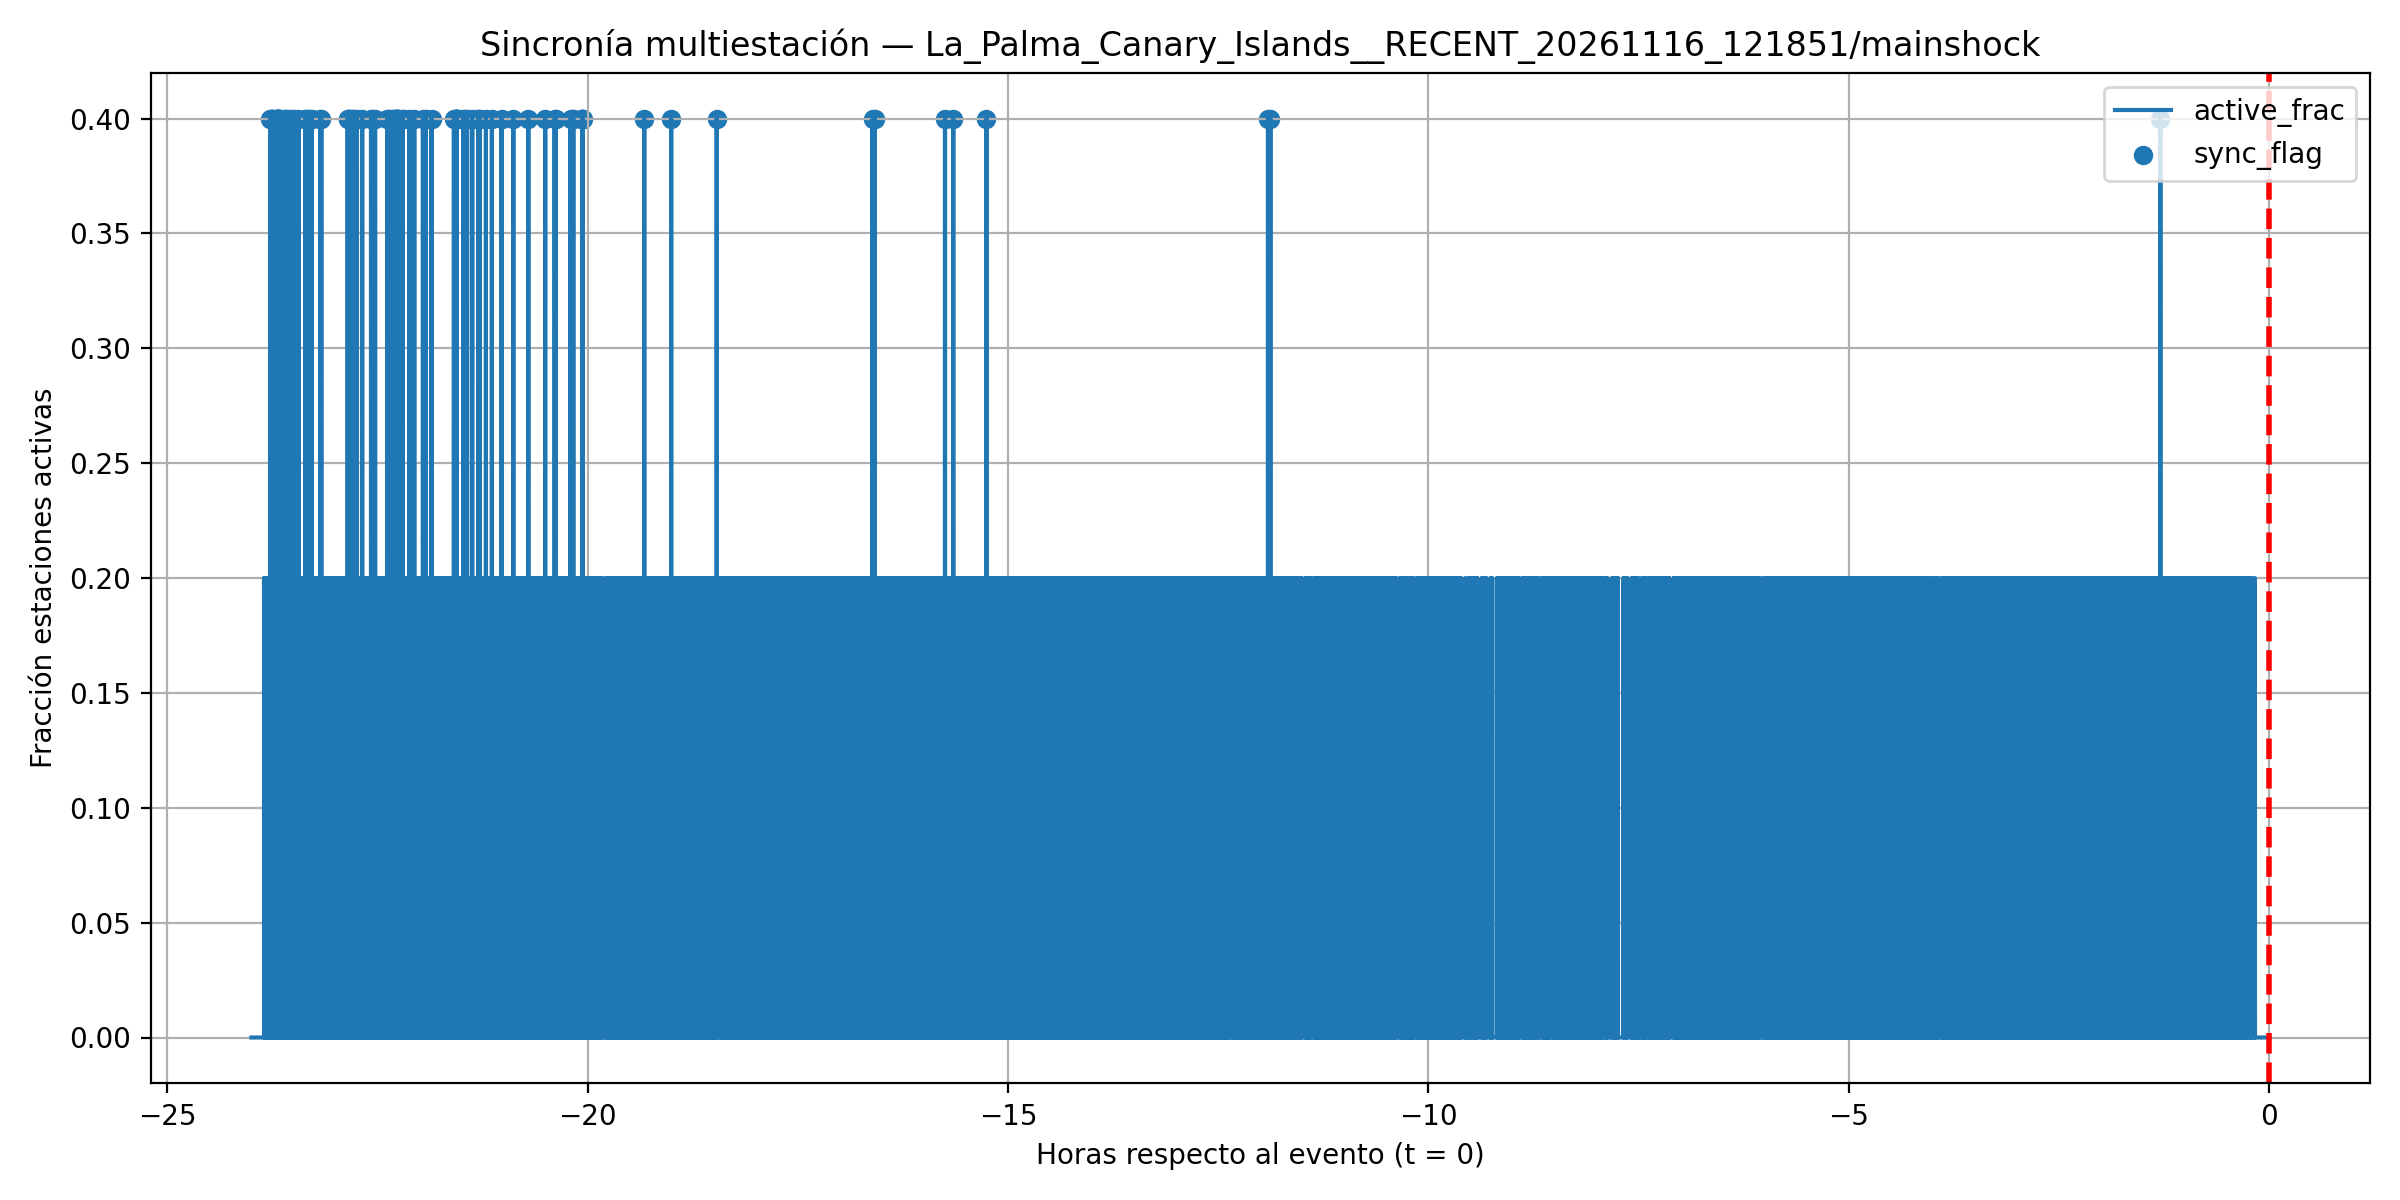 Sincronía multiestación — La_Palma_Canary_Islands__RECENT_20261116_121851/mainshock
active_frac
sync_flag
Fracción estaciones activas
0.40
0.35
0.30
0.25
0.20
0.15
0.10
0.05
0.00
−25 −20 −15 −10 −5 0
Horas respecto al evento (t = 0)